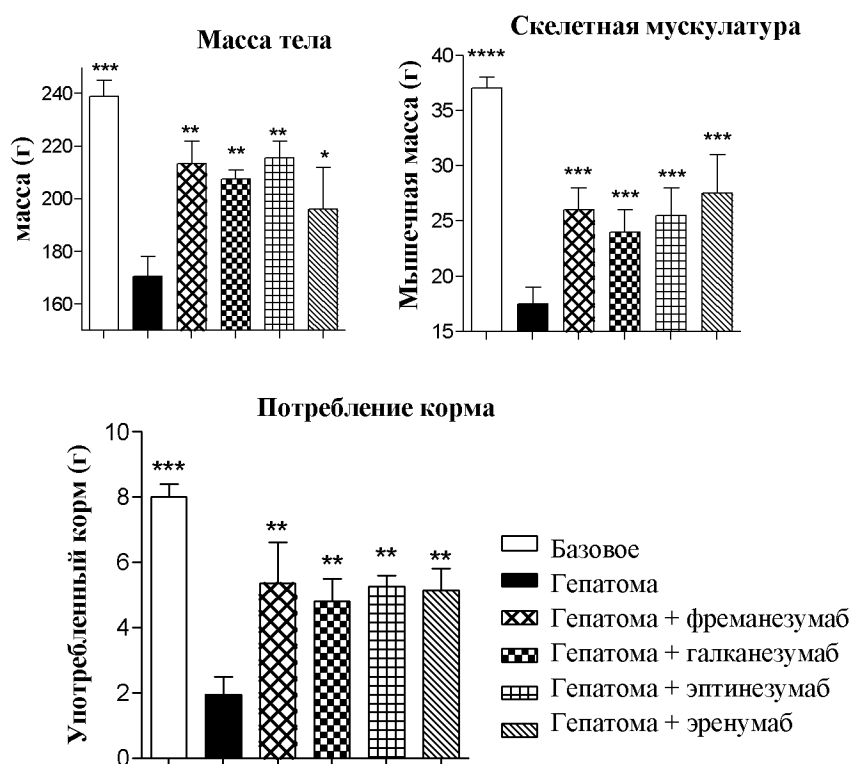 Масса тела
масса (г)
240
220
200
180
160
***
**
**
**
*
Скелетная мускулатура
Мышечная масса (г)
40
35
30
25
20
15
****
***
***
***
***
Потребление корма
Употребленный корм (г)
10
8
6
4
2
0
***
**
**
**
**
Базовое
Гепатома
Гепатома + фреманезумаб
Гепатома + галканезумаб
Гепатома + эптинезумаб
Гепатома + эренумаб